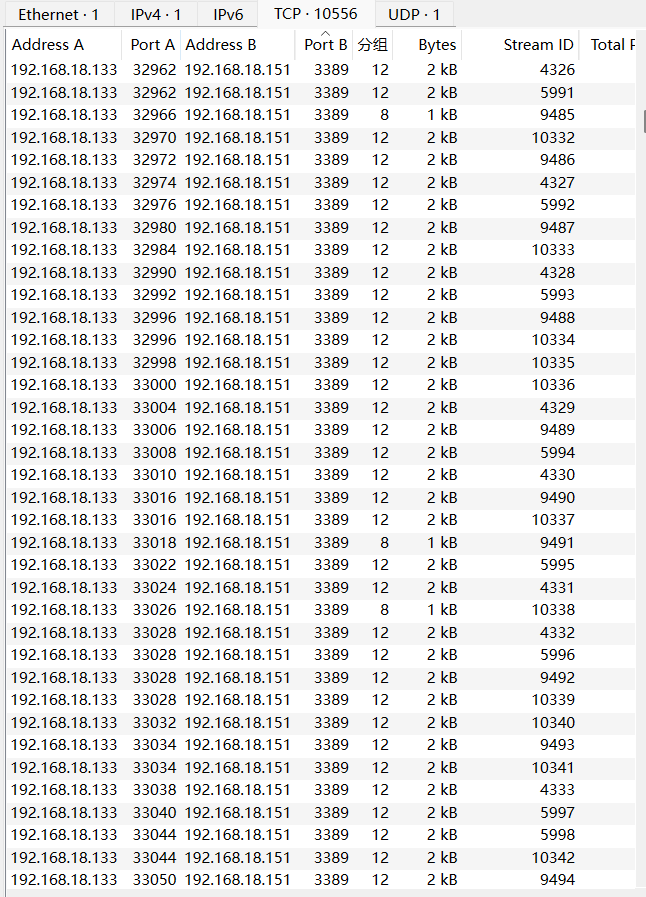 Ethernet · 1 IPv4 · 1 IPv6 TCP · 10556 UDP · 1
Address A Port A Address B Port B 分组 Bytes Stream ID Total P
192.168.18.133 32962 192.168.18.151 3389 12 2 kB 4326
192.168.18.133 32962 192.168.18.151 3389 12 2 kB 5991
192.168.18.133 32966 192.168.18.151 3389 8 1 kB 9485
192.168.18.133 32970 192.168.18.151 3389 12 2 kB 10332
192.168.18.133 32972 192.168.18.151 3389 12 2 kB 9486
192.168.18.133 32974 192.168.18.151 3389 12 2 kB 4327
192.168.18.133 32976 192.168.18.151 3389 12 2 kB 5992
192.168.18.133 32980 192.168.18.151 3389 12 2 kB 9487
192.168.18.133 32984 192.168.18.151 3389 12 2 kB 10333
192.168.18.133 32990 192.168.18.151 3389 12 2 kB 4328
192.168.18.133 32992 192.168.18.151 3389 12 2 kB 5993
192.168.18.133 32996 192.168.18.151 3389 12 2 kB 9488
192.168.18.133 32996 192.168.18.151 3389 12 2 kB 10334
192.168.18.133 32998 192.168.18.151 3389 12 2 kB 10335
192.168.18.133 33000 192.168.18.151 3389 12 2 kB 10336
192.168.18.133 33004 192.168.18.151 3389 12 2 kB 4329
192.168.18.133 33006 192.168.18.151 3389 12 2 kB 9489
192.168.18.133 33008 192.168.18.151 3389 12 2 kB 5994
192.168.18.133 33010 192.168.18.151 3389 12 2 kB 4330
192.168.18.133 33016 192.168.18.151 3389 12 2 kB 9490
192.168.18.133 33016 192.168.18.151 3389 12 2 kB 10337
192.168.18.133 33018 192.168.18.151 3389 8 1 kB 9491
192.168.18.133 33022 192.168.18.151 3389 12 2 kB 5995
192.168.18.133 33024 192.168.18.151 3389 12 2 kB 4331
192.168.18.133 33026 192.168.18.151 3389 8 1 kB 10338
192.168.18.133 33028 192.168.18.151 3389 12 2 kB 4332
192.168.18.133 33028 192.168.18.151 3389 12 2 kB 5996
192.168.18.133 33028 192.168.18.151 3389 12 2 kB 9492
192.168.18.133 33028 192.168.18.151 3389 12 2 kB 10339
192.168.18.133 33032 192.168.18.151 3389 12 2 kB 10340
192.168.18.133 33034 192.168.18.151 3389 12 2 kB 9493
192.168.18.133 33034 192.168.18.151 3389 12 2 kB 10341
192.168.18.133 33038 192.168.18.151 3389 12 2 kB 4333
192.168.18.133 33040 192.168.18.151 3389 12 2 kB 5997
192.168.18.133 33044 192.168.18.151 3389 12 2 kB 5998
192.168.18.133 33044 192.168.18.151 3389 12 2 kB 10342
192.168.18.133 33050 192.168.18.151 3389 12 2 kB 9494